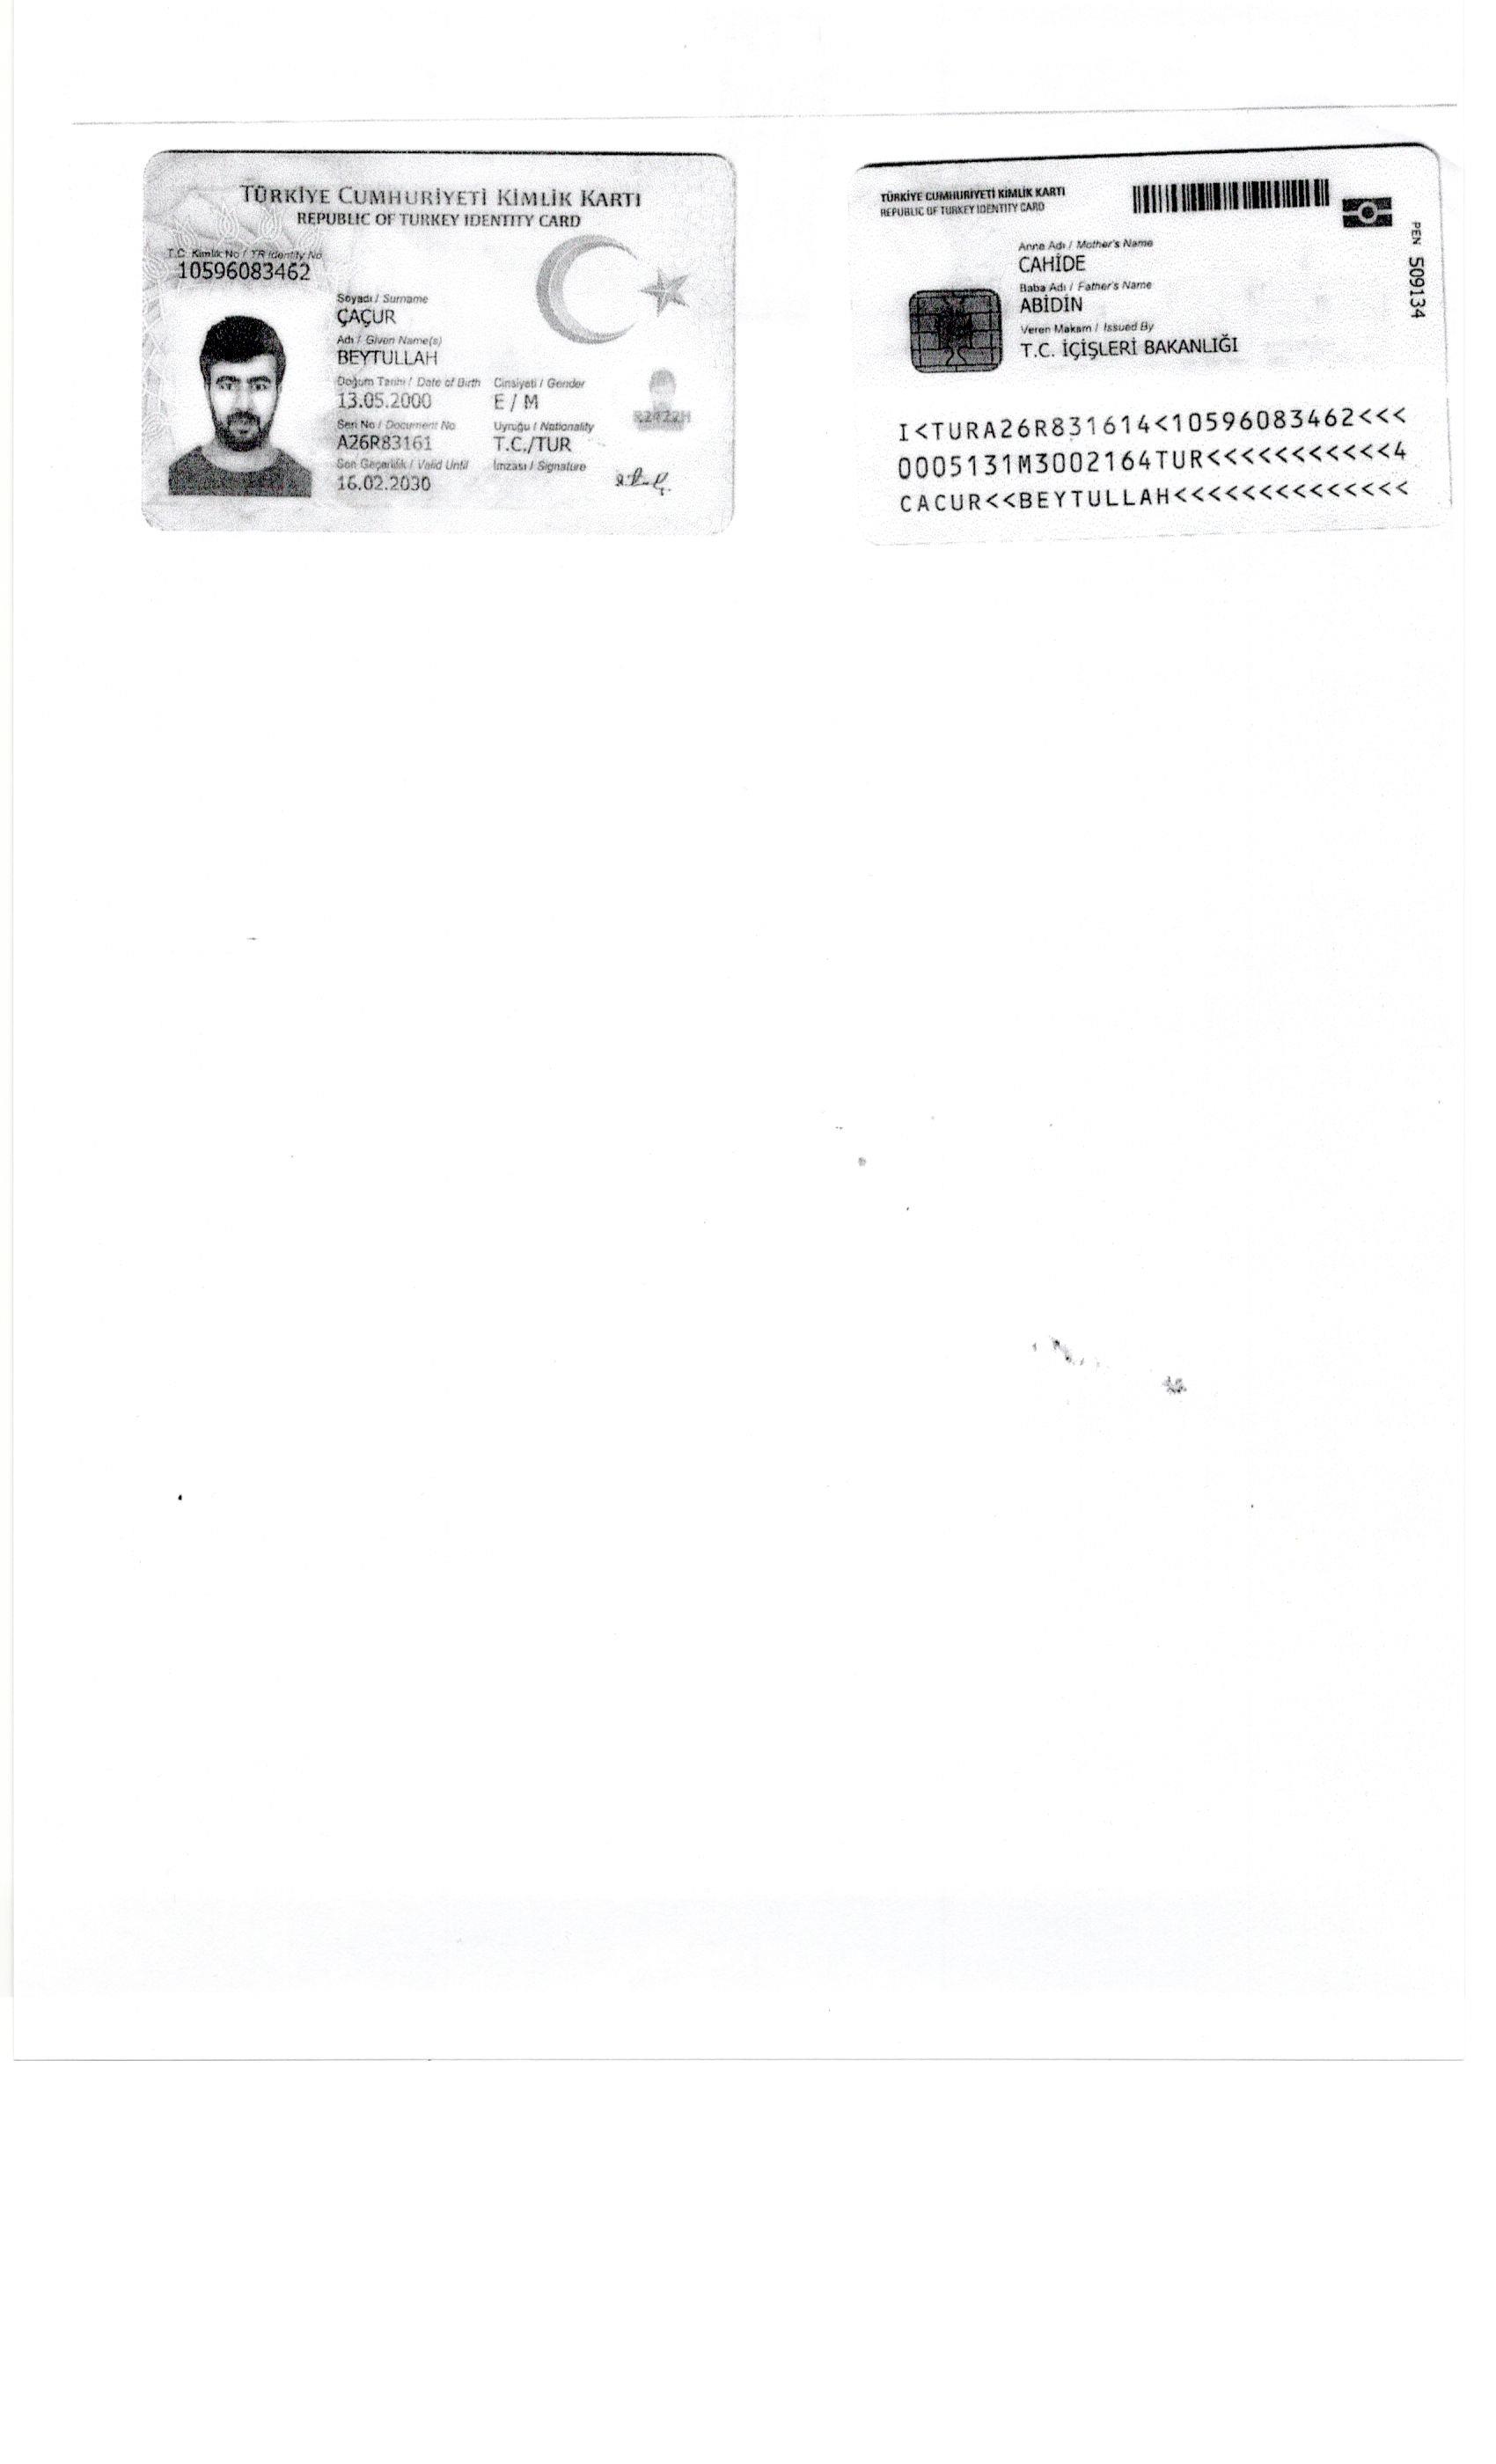 TÜRKİYE CUMHURİYETİ KİMLİK KARTI
REPUBLIC OF TURKEY IDENTITY CARD
T.C. Kimlik No / TR Identity No
10596083462
Soyadı / Surname
ÇAÇUR
Adı / Given Name(s)
BEYTULLAH
Doğum Tarihi / Date of Birth Cinsiyeti / Gender
13.05.2000 E / M
Seri No / Document No Uyruğu / Nationality
A26R83161 T.C./TUR
Son Geçerlilik / Valid Until İmzası / Signature
16.02.2030
TÜRKİYE CUMHURİYETİ KİMLİK KARTI
REPUBLIC OF TURKEY IDENTITY CARD
Anne Adı / Mother's Name
CAHİDE
Baba Adı / Father's Name
ABİDİN
Veren Makam / Issued By
T.C. İÇİŞLERİ BAKANLIĞI
PEN 509134
I<TURA26R831614<10596083462<<<
0005131M3002164TUR<<<<<<<<<<<4
CACUR<<BEYTULLAH<<<<<<<<<<<<<<